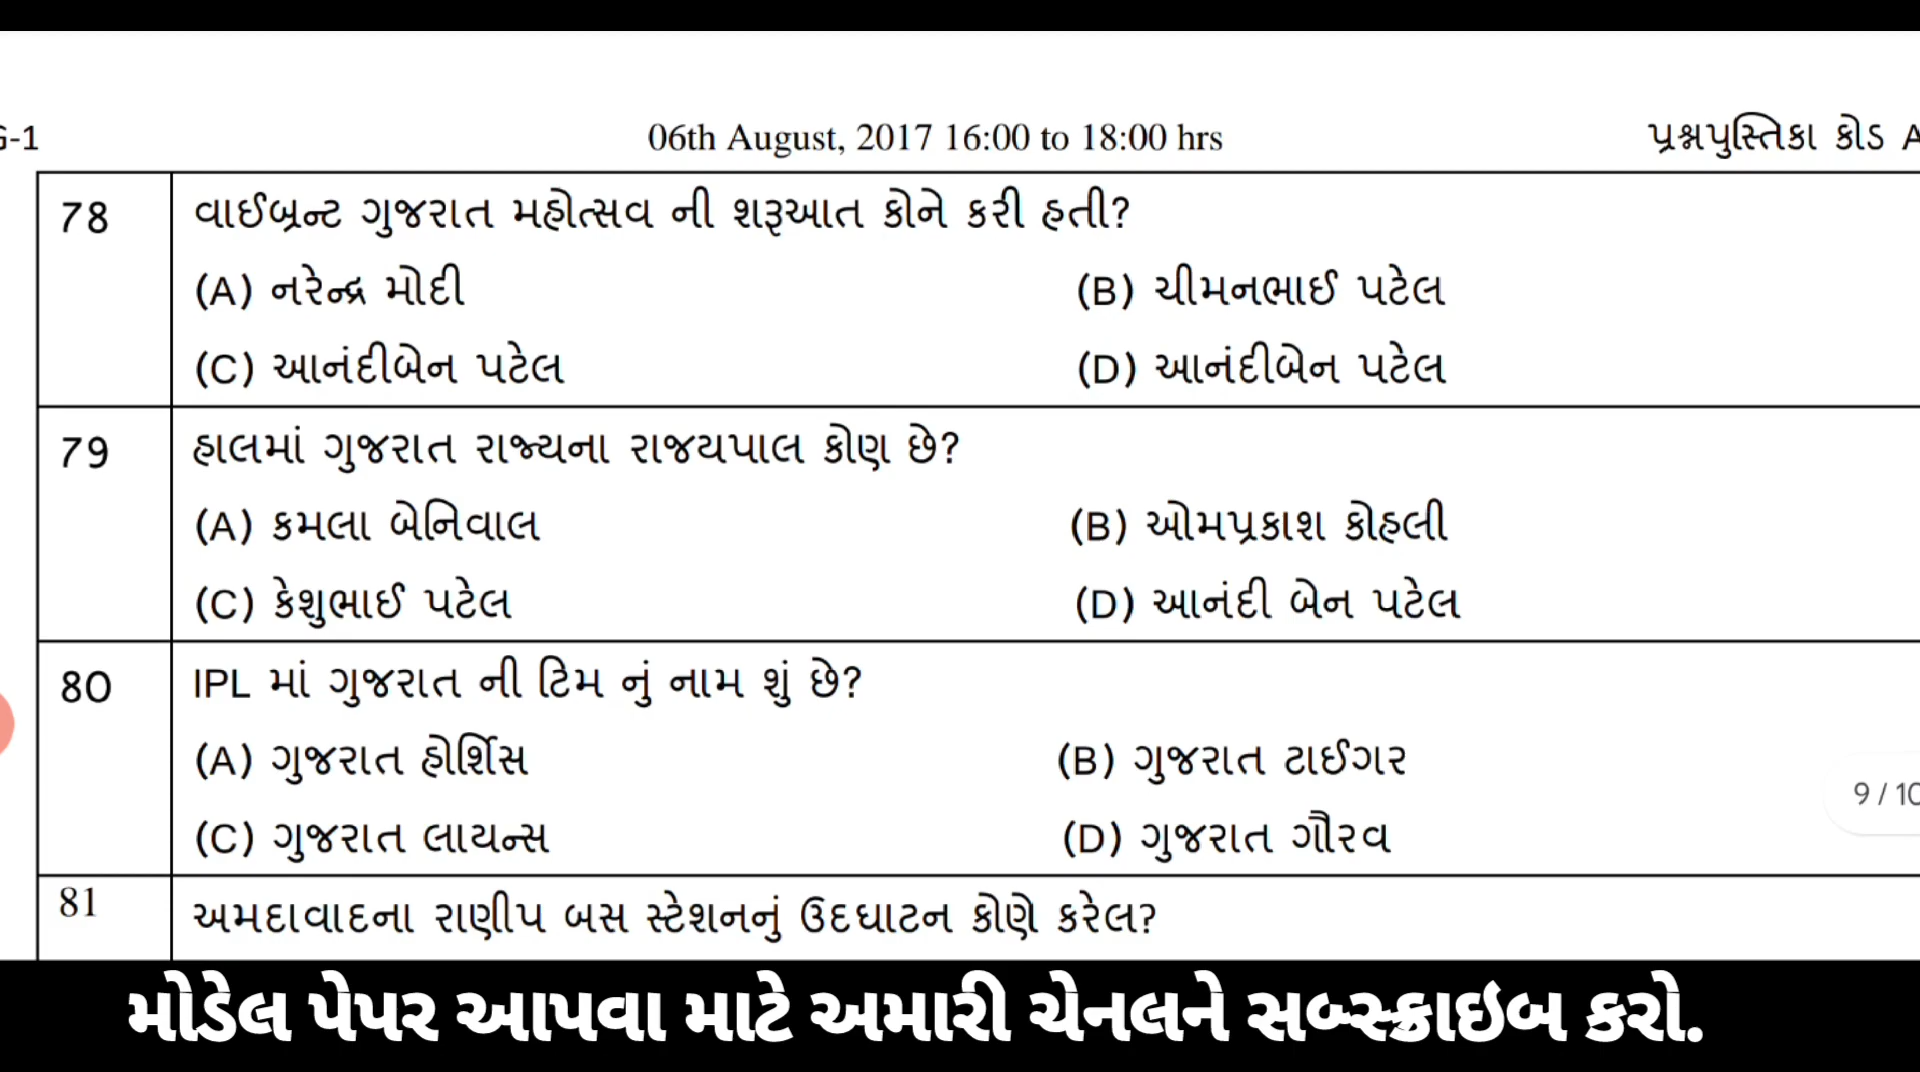 G-1 06th August, 2017 16:00 to 18:00 hrs પ્રશ્નપુસ્તિકા કોડ A
78 વાઈબ્રન્ટ ગુજરાત મહોત્સવ ની શરૂઆત કોને કરી હતી?
(A) નરેન્દ્ર મોદી (B) ચીમનભાઈ પટેલ
(C) આનંદીબેન પટેલ (D) આનંદીબેન પટેલ
79 હાલમાં ગુજરાત રાજ્યના રાજયપાલ કોણ છે?
(A) કમલા બેનિવાલ (B) ઓમપ્રકાશ કોહલી
(C) કેશુભાઈ પટેલ (D) આનંદી બેન પટેલ
80 IPL માં ગુજરાત ની ટિમ નું નામ શું છે?
(A) ગુજરાત હોર્શિસ (B) ગુજરાત ટાઈગર
9 / 10
(C) ગુજરાત લાયન્સ (D) ગુજરાત ગૌરવ
81 અમદાવાદના રાણીપ બસ સ્ટેશનનું ઉદઘાટન કોણે કરેલ?
મોડેલ પેપર આપવા માટે અમારી ચેનલને સબ્સ્ક્રાઇબ કરો.